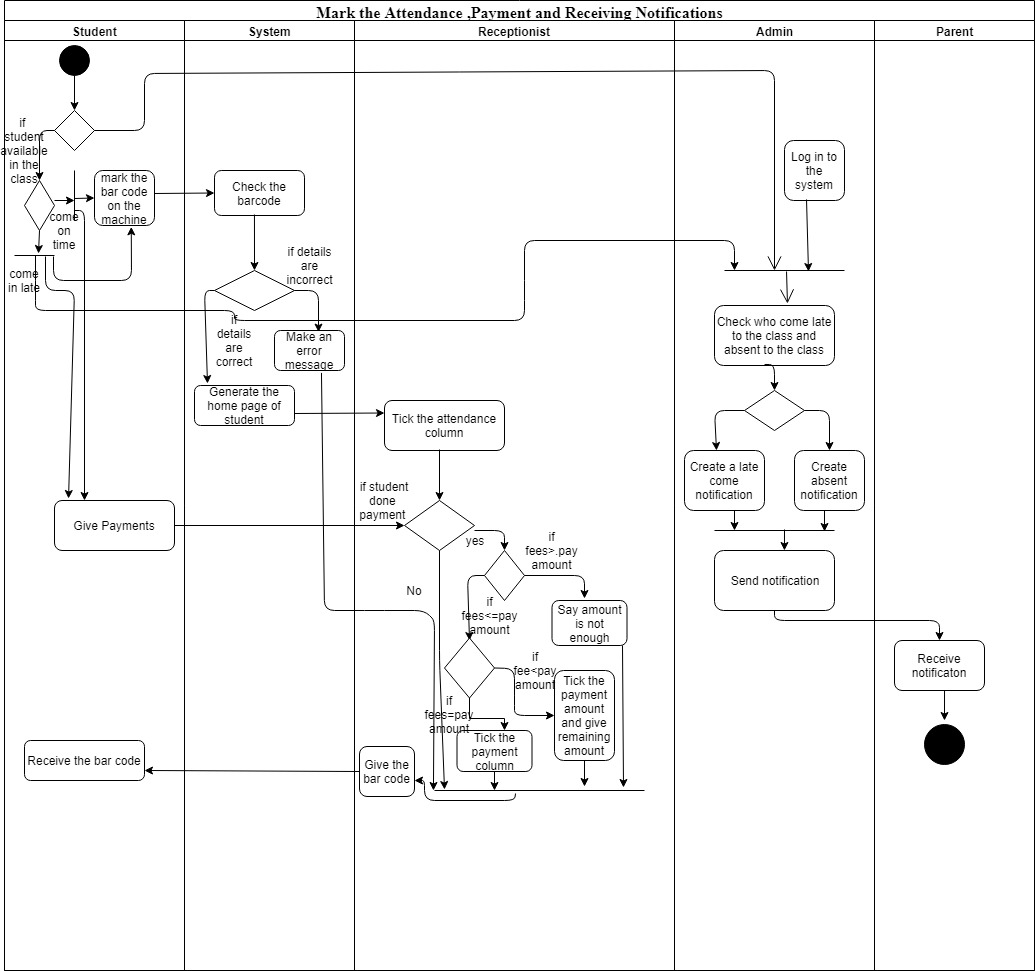 Mark the Attendance ,Payment and Receiving Notifications
Student
System
Receptionist
Admin
Parent
if
student
available
in the
class
mark the
bar code
on the
machine
come
on
time
come
in late
Check the
barcode
if details
are
incorrect
if
details
are
correct
Make an
error
message
Generate the
home page of
student
Tick the attendance
column
Give Payments
if student
done
payment
yes
No
if
fees>.pay
amount
if
fees<=pay
amount
Say amount
is not
enough
if
fee<pay
amount
if
fees=pay
amount
Tick the
payment
amount
and give
remaining
amount
Tick the
payment
column
Give the
bar code
Receive the bar code
Log in to
the
system
Check who come late
to the class and
absent to the class
Create a late
come
notification
Create
absent
notification
Send notification
Receive
notificaton